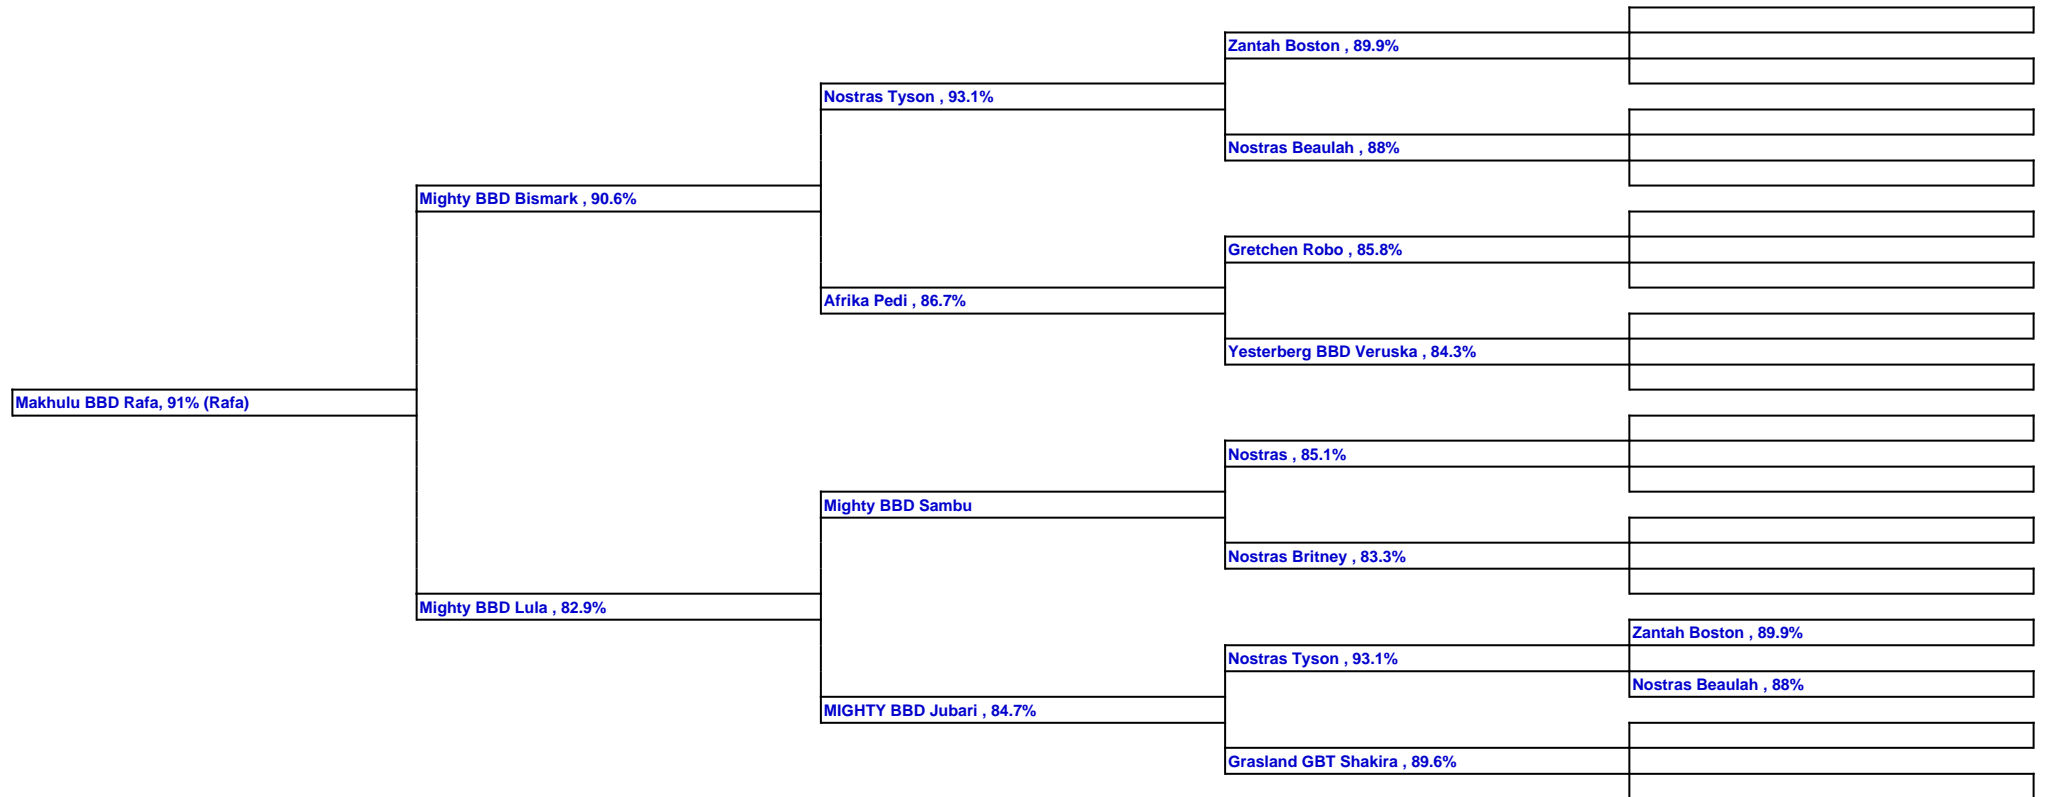 Zantah Boston , 89.9%
Nostras Tyson , 93.1%
Nostras Beaulah , 88%
Mighty BBD Bismark , 90.6%
Gretchen Robo , 85.8%
Afrika Pedi , 86.7%
Yesterberg BBD Veruska , 84.3%
Makhulu BBD Rafa, 91% (Rafa)
Nostras , 85.1%
Mighty BBD Sambu
Nostras Britney , 83.3%
Mighty BBD Lula , 82.9%
Zantah Boston , 89.9%
Nostras Tyson , 93.1%
Nostras Beaulah , 88%
MIGHTY BBD Jubari , 84.7%
Grasland GBT Shakira , 89.6%